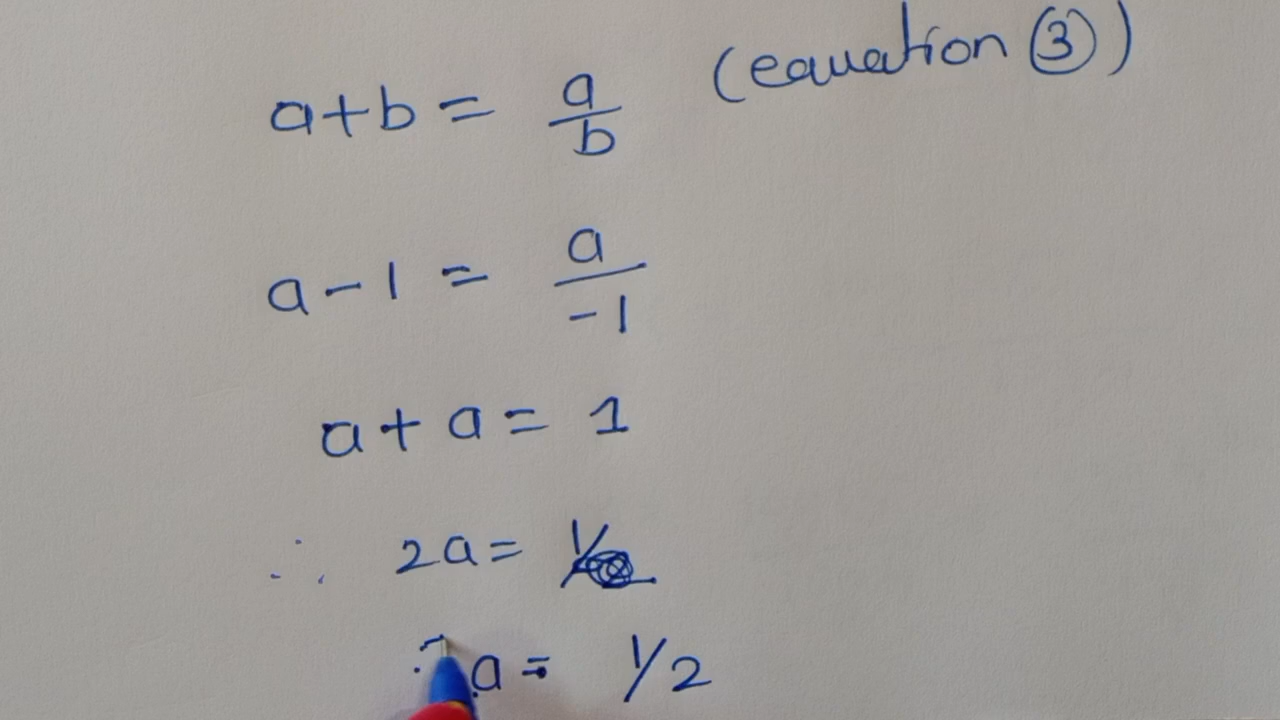 a+b = a/b (equation ③)
a-1 = a/-1
a + a = 1
∴ 2a = 1
∴ a = 1/2